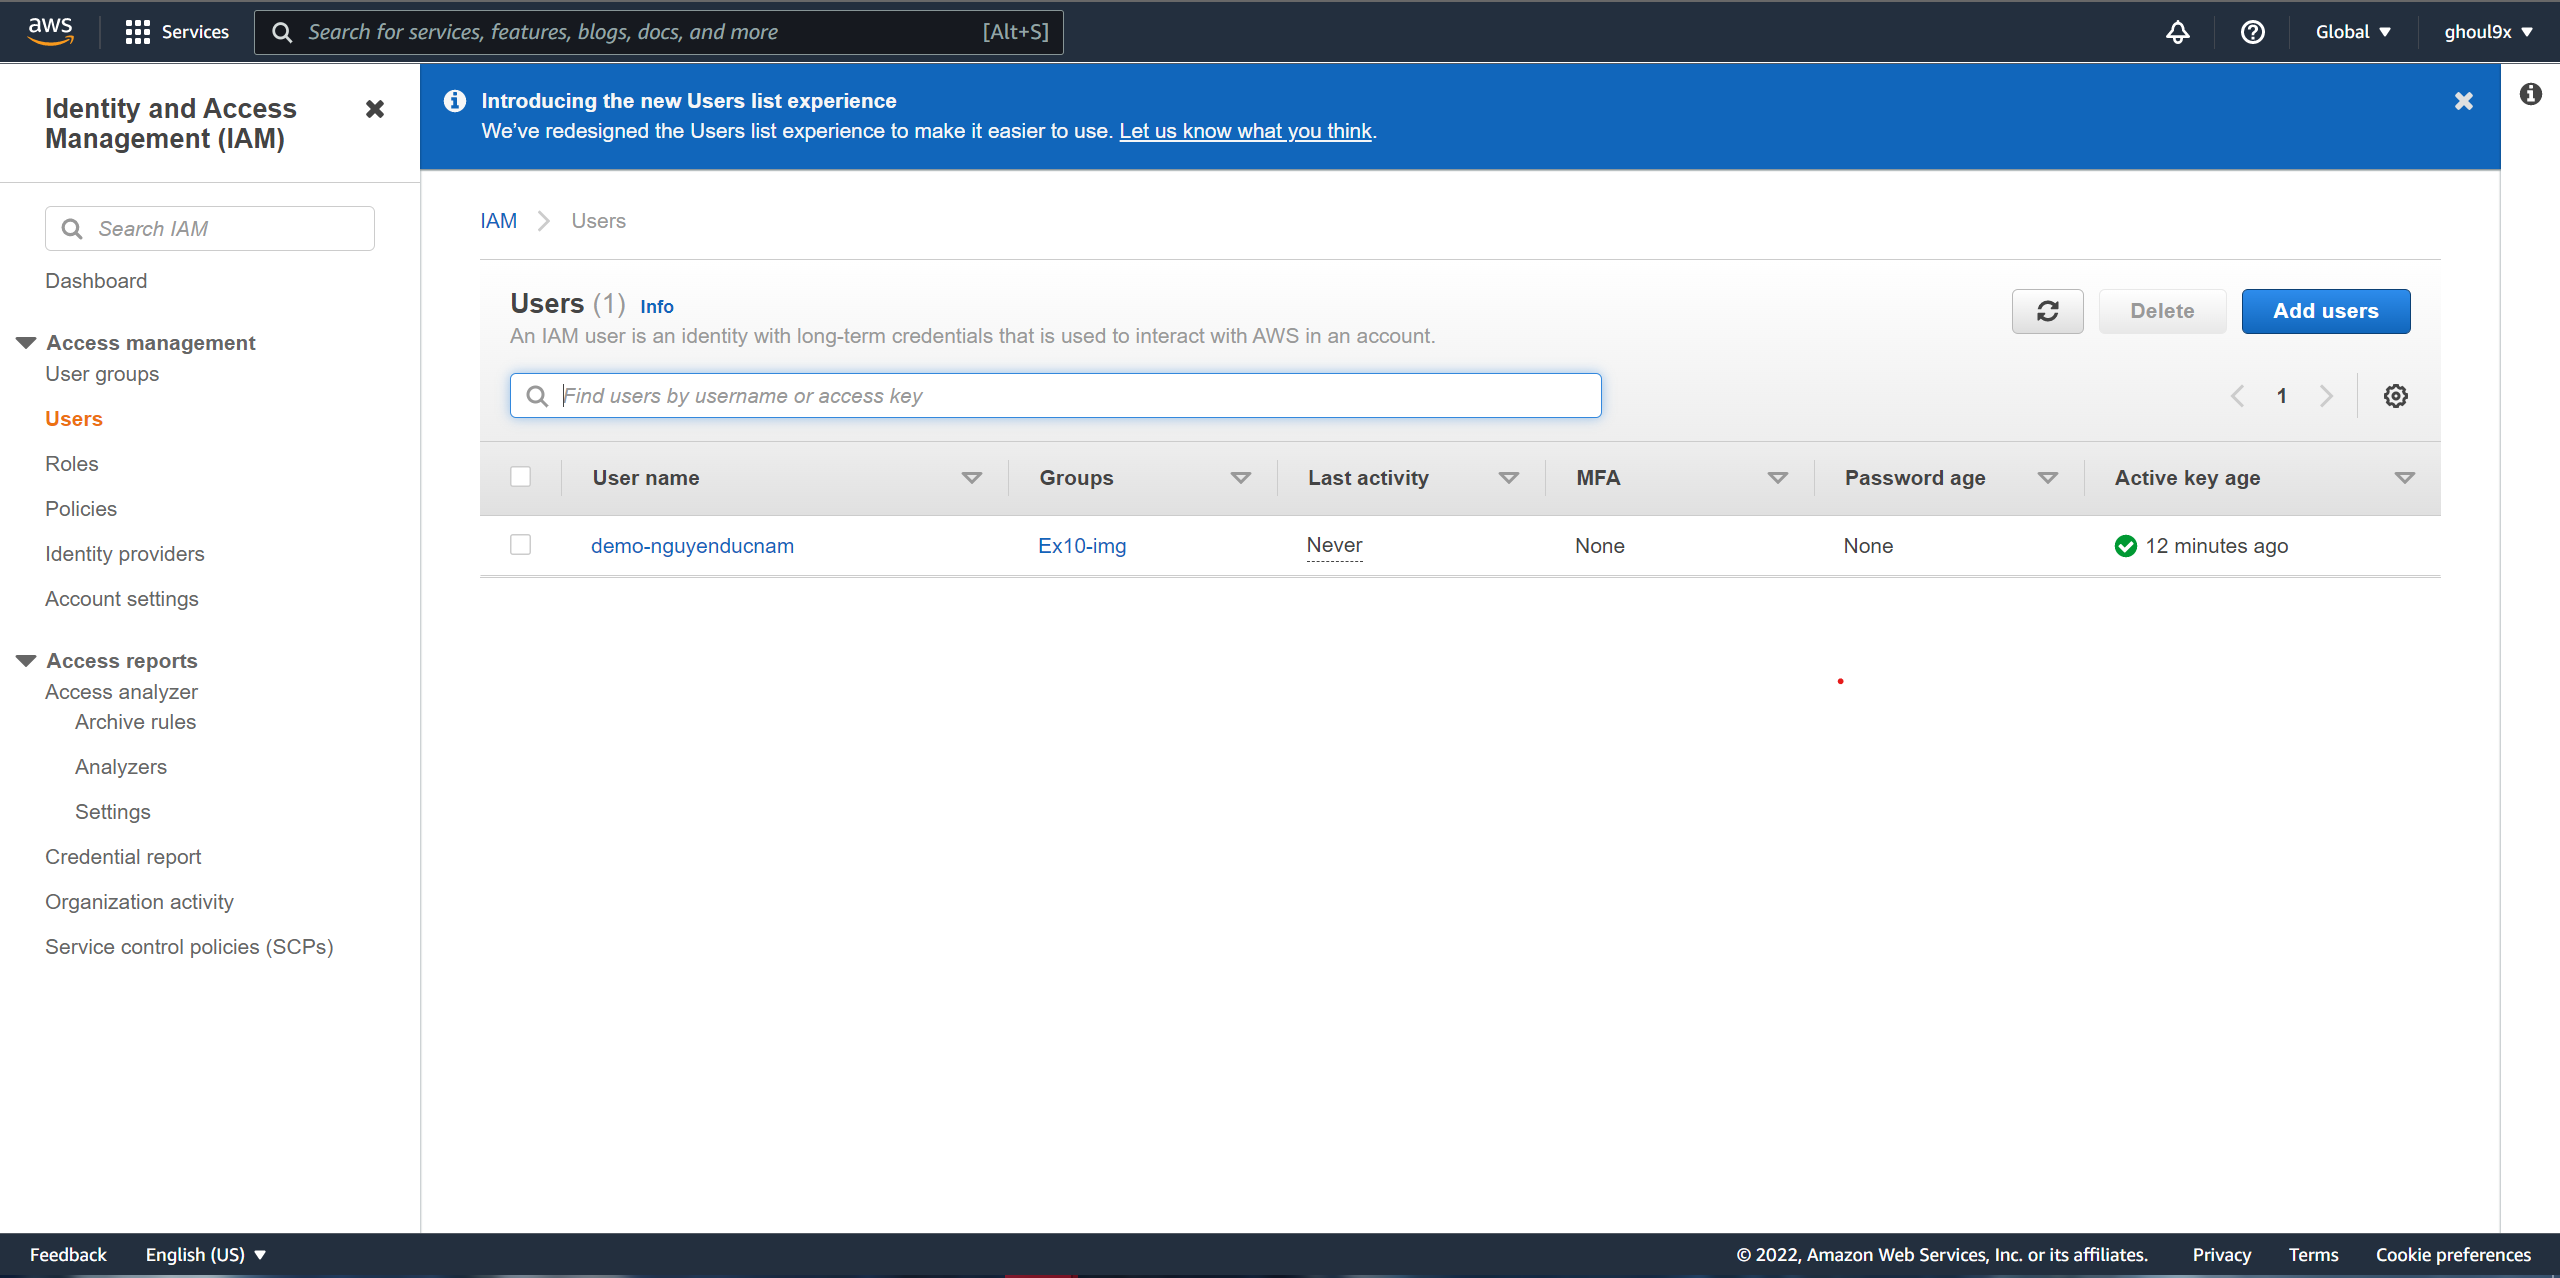 aws
Services
Search for services, features, blogs, docs, and more [Alt+S]
Global
ghoul9x
Identity and Access
Management (IAM)
Search IAM
Dashboard
Access management
User groups
Users
Roles
Policies
Identity providers
Account settings
Access reports
Access analyzer
Archive rules
Analyzers
Settings
Credential report
Organization activity
Service control policies (SCPs)
Introducing the new Users list experience
We've redesigned the Users list experience to make it easier to use. Let us know what you think.
IAM Users
Users (1) Info
An IAM user is an identity with long-term credentials that is used to interact with AWS in an account.
Delete
Add users
Find users by username or access key
1
User name Groups Last activity MFA Password age Active key age
demo-nguyenducnam Ex10-img Never None None 12 minutes ago
Feedback English (US)
© 2022, Amazon Web Services, Inc. or its affiliates. Privacy Terms Cookie preferences